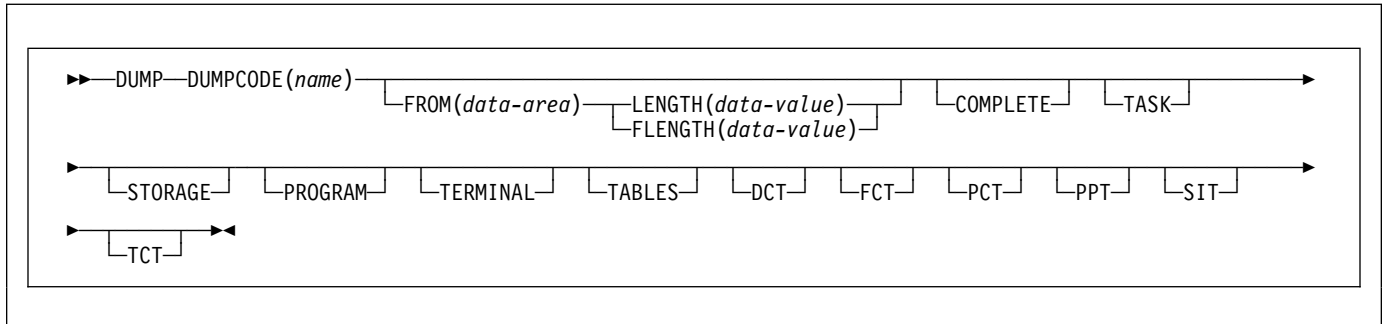 DUMP DUMPCODE(name)
FROM(data-area) LENGTH(data-value) COMPLETE TASK
FLENGTH(data-value)
STORAGE PROGRAM TERMINAL TABLES DCT FCT PCT PPT SIT
TCT